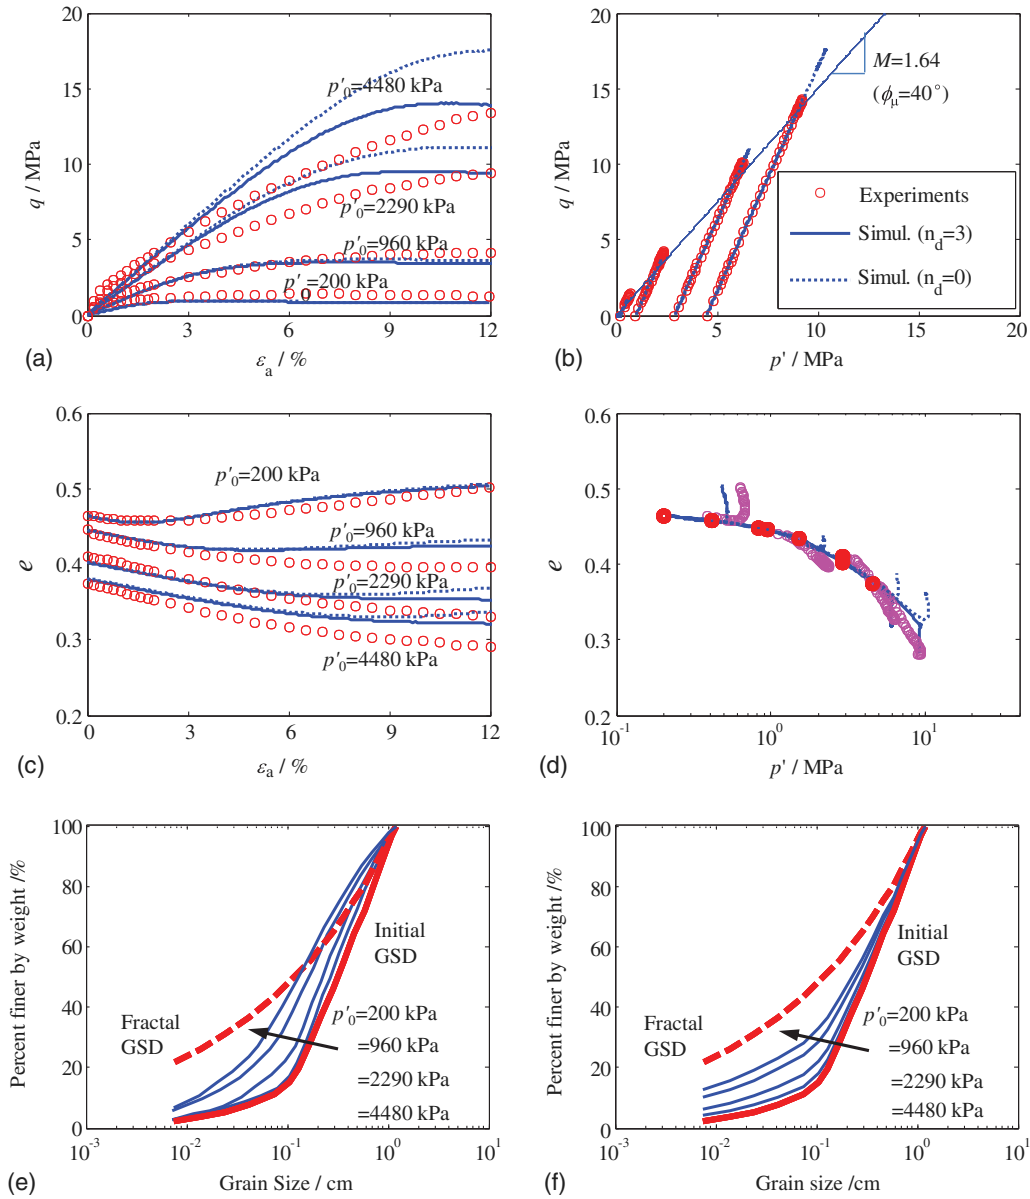 20
15
10
5
0
q / MPa
p′0=4480 kPa
p′0=2290 kPa
p′0=960 kPa
p′0=200 kPa
0
3
6
9
12
(a)
εa / %
20
15
10
5
0
q / MPa
M=1.64
(ϕμ=40°)
Experiments
Simul. (nd=3)
Simul. (nd=0)
0
5
10
15
20
(b)
p' / MPa
0.6
0.5
0.4
0.3
0.2
e
p′0=200 kPa
p′0=960 kPa
p′0=2290 kPa
p′0=4480 kPa
0
3
6
9
12
(c)
εa / %
0.6
0.5
0.4
0.3
0.2
e
10-1
100
101
(d)
p' / MPa
100
80
60
40
20
0
Percent finer by weight /%
Initial
GSD
Fractal
GSD
p′0=200 kPa
=960 kPa
=2290 kPa
=4480 kPa
10-3
10-2
10-1
100
101
(e)
Grain Size / cm
100
80
60
40
20
0
Percent finer by weight /%
Initial
GSD
Fractal
GSD
p′0=200 kPa
=960 kPa
=2290 kPa
=4480 kPa
10-3
10-2
10-1
100
101
(f)
Grain size / cm